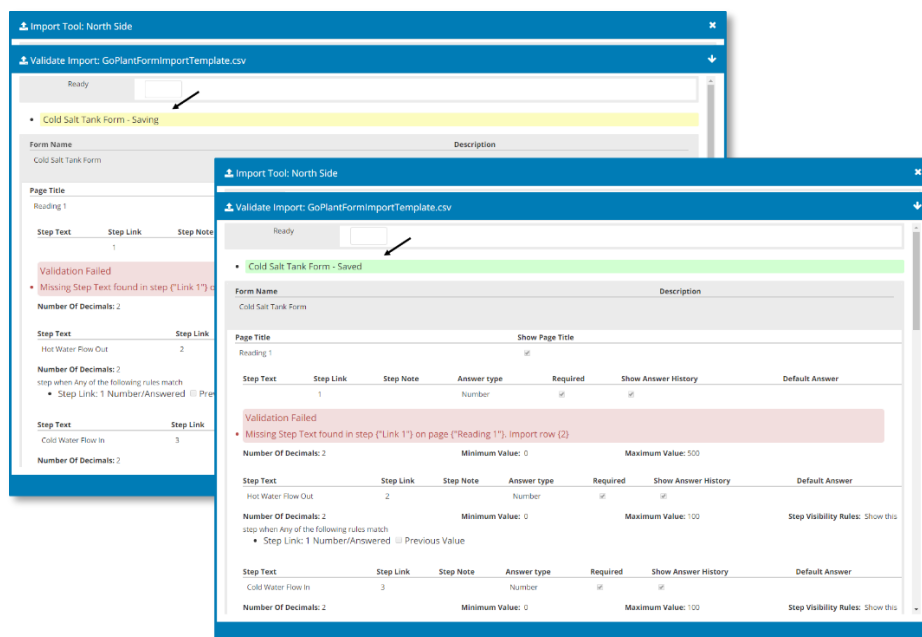 Import Tool: North Side
Validate Import: GoPlantFormImportTemplate.csv
Ready
Cold Salt Tank Form - Saving
Form Name Description
Cold Salt Tank Form
Page Title
Reading 1
Step Text Step Link Step Note
1
Validation Failed
Missing Step Text found in step {"Link 1"}
Number Of Decimals: 2
Step Text Step Link
Hot Water Flow Out 2
Number Of Decimals: 2
step when Any of the following rules match
Step Link: 1 Number/Answered Pre
Step Text Step Link
Cold Water Flow In 3
Number Of Decimals: 2
Import Tool: North Side
Validate Import: GoPlantFormImportTemplate.csv
Ready
Cold Salt Tank Form - Saved
Form Name Description
Cold Salt Tank Form
Page Title Show Page Title
Reading 1
Step Text Step Link Step Note Answer type Required Show Answer History Default Answer
1 Number
Validation Failed
Missing Step Text found in step {"Link 1"} on page {"Reading 1"}. Import row {2}
Number Of Decimals: 2 Minimum Value: 0 Maximum Value: 500
Step Text Step Link Step Note Answer type Required Show Answer History Default Answer
Hot Water Flow Out 2 Number
Number Of Decimals: 2 Minimum Value: 0 Maximum Value: 100 Step Visibility Rules: Show this
step when Any of the following rules match
Step Link: 1 Number/Answered Previous Value
Step Text Step Link Step Note Answer type Required Show Answer History Default Answer
Cold Water Flow In 3 Number
Number Of Decimals: 2 Minimum Value: 0 Maximum Value: 100 Step Visibility Rules: Show this